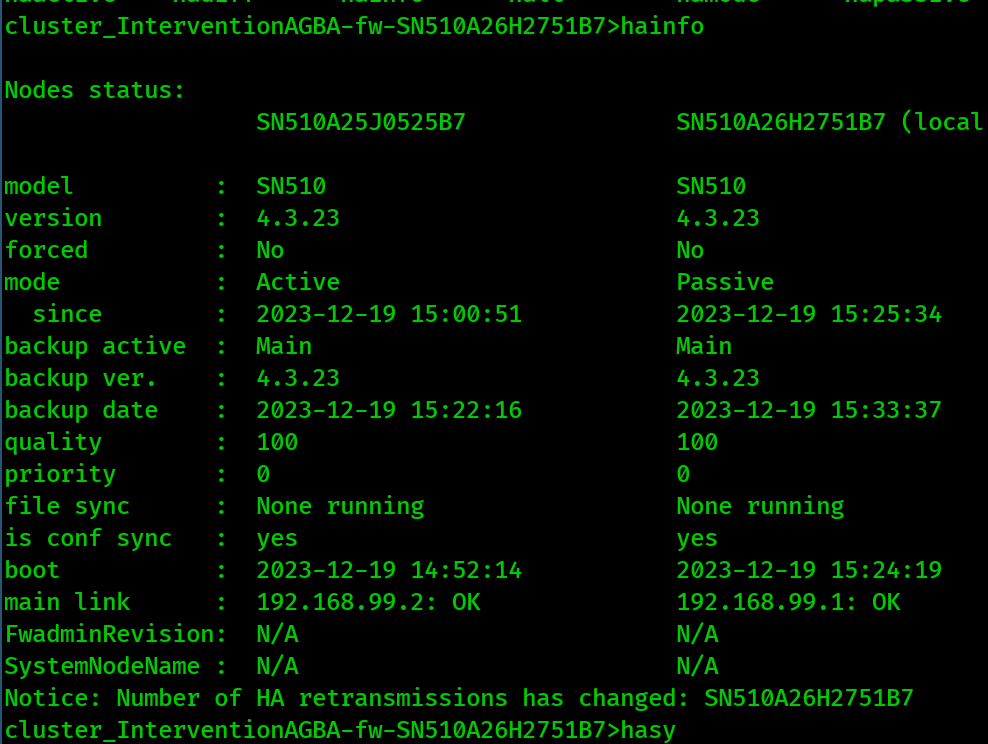 cluster_InterventionAGBA-fw-SN510A26H2751B7>hainfo
Nodes status:
SN510A25J0525B7 SN510A26H2751B7 (local
model : SN510 SN510
version : 4.3.23 4.3.23
forced : No No
mode : Active Passive
since : 2023-12-19 15:00:51 2023-12-19 15:25:34
backup active : Main Main
backup ver. : 4.3.23 4.3.23
backup date : 2023-12-19 15:22:16 2023-12-19 15:33:37
quality : 100 100
priority : 0 0
file sync : None running None running
is conf sync : yes yes
boot : 2023-12-19 14:52:14 2023-12-19 15:24:19
main link : 192.168.99.2: OK 192.168.99.1: OK
FwadminRevision: N/A N/A
SystemNodeName : N/A N/A
Notice: Number of HA retransmissions has changed: SN510A26H2751B7
cluster_InterventionAGBA-fw-SN510A26H2751B7>hasy